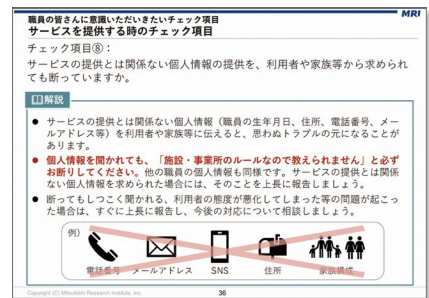 職員の皆さんに意識いただきたいチェック項目
MRI
サービスを提供する時のチェック項目
チェック項目⑧：
サービスの提供とは関係ない個人情報の提供を、利用者や家族等から求められ
ても断っていますか。
解説
● サービスの提供とは関係ない個人情報（職員の生年月日、住所、電話番号、メー
ルアドレス等）を利用者や家族等に伝えると、思わぬトラブルの元になることが
あります。
● 個人情報を聞かれても、「施設・事業所のルールなので教えられません」と必ず
お断りしてください。他の職員の個人情報も同様です。サービスの提供とは関係
ない個人情報を求められた場合には、そのことを上長に報告しましょう。
● 断ってもしつこく聞かれる、利用者の態度が悪化してしまった等の問題が起こっ
た場合は、すぐに上長に報告し、今後の対応について相談しましょう。
例）
電話番号 メールアドレス SNS 住所 家族構成
Copyright (C) Mitsubishi Research Institute, Inc.
36